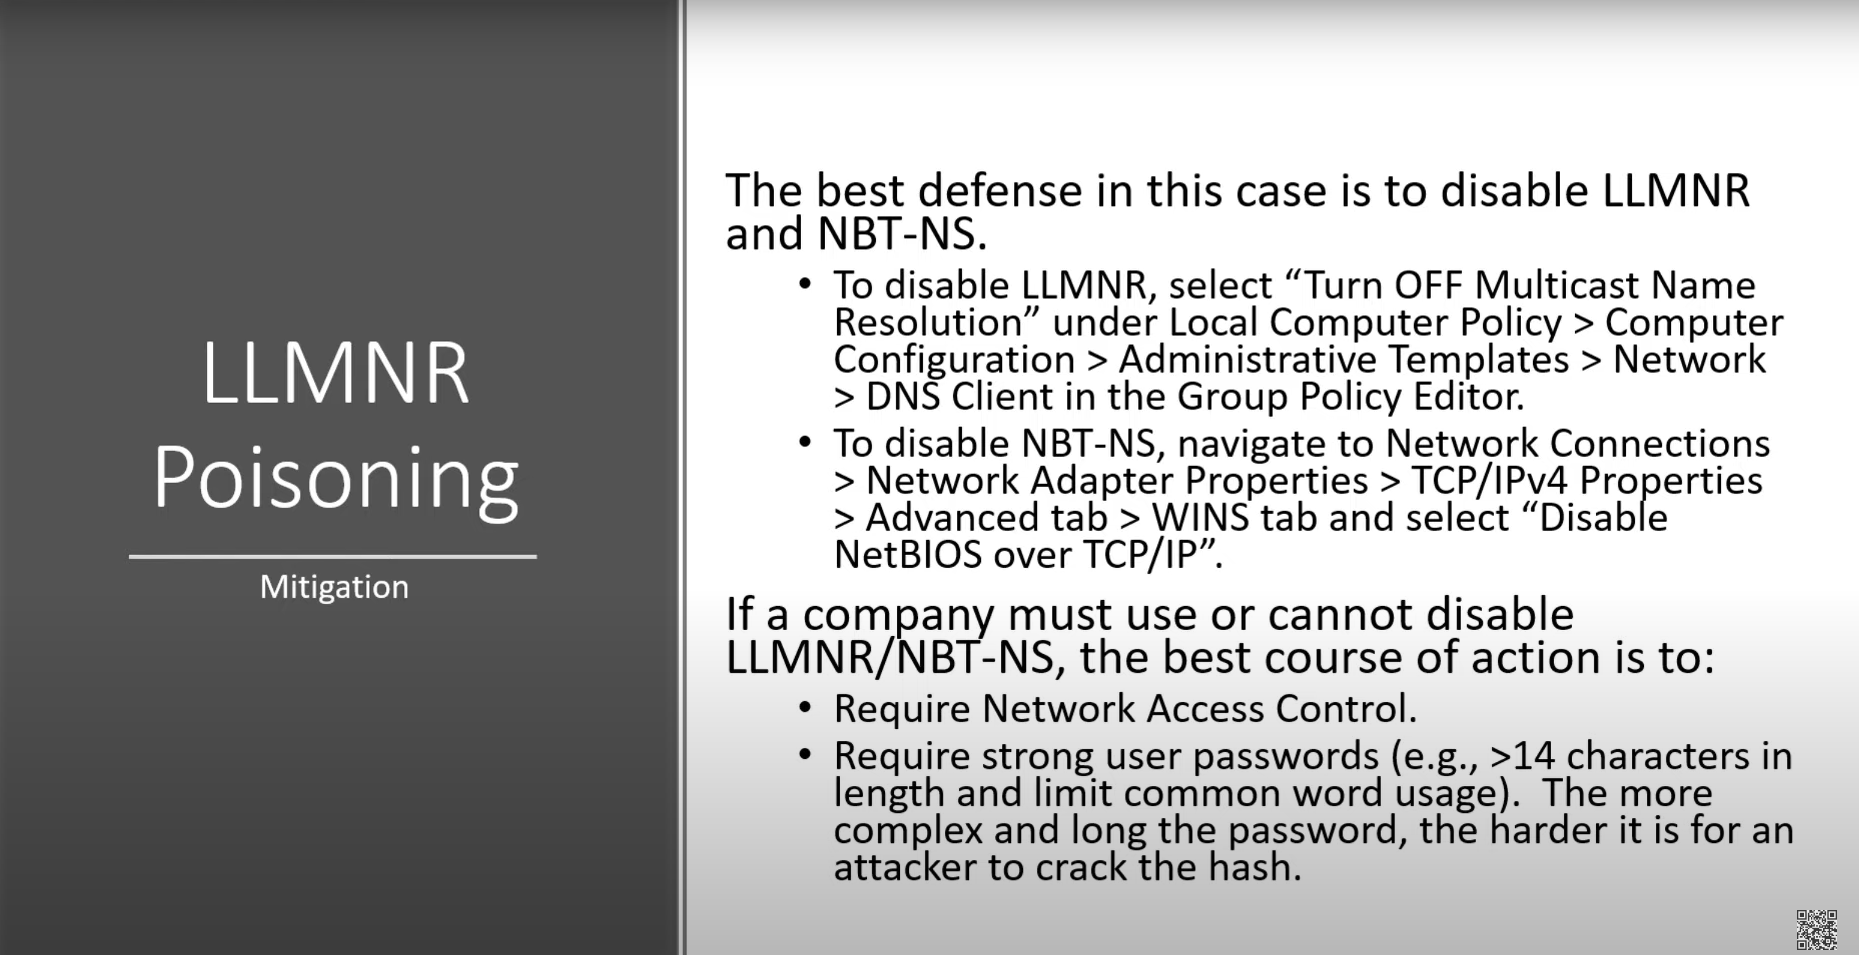 LLMNR
Poisoning
Mitigation
The best defense in this case is to disable LLMNR
and NBT-NS.
• To disable LLMNR, select “Turn OFF Multicast Name
Resolution” under Local Computer Policy > Computer
Configuration > Administrative Templates > Network
> DNS Client in the Group Policy Editor.
• To disable NBT-NS, navigate to Network Connections
> Network Adapter Properties > TCP/IPv4 Properties
> Advanced tab > WINS tab and select “Disable
NetBIOS over TCP/IP”.
If a company must use or cannot disable
LLMNR/NBT-NS, the best course of action is to:
• Require Network Access Control.
• Require strong user passwords (e.g., >14 characters in
length and limit common word usage).  The more
complex and long the password, the harder it is for an
attacker to crack the hash.